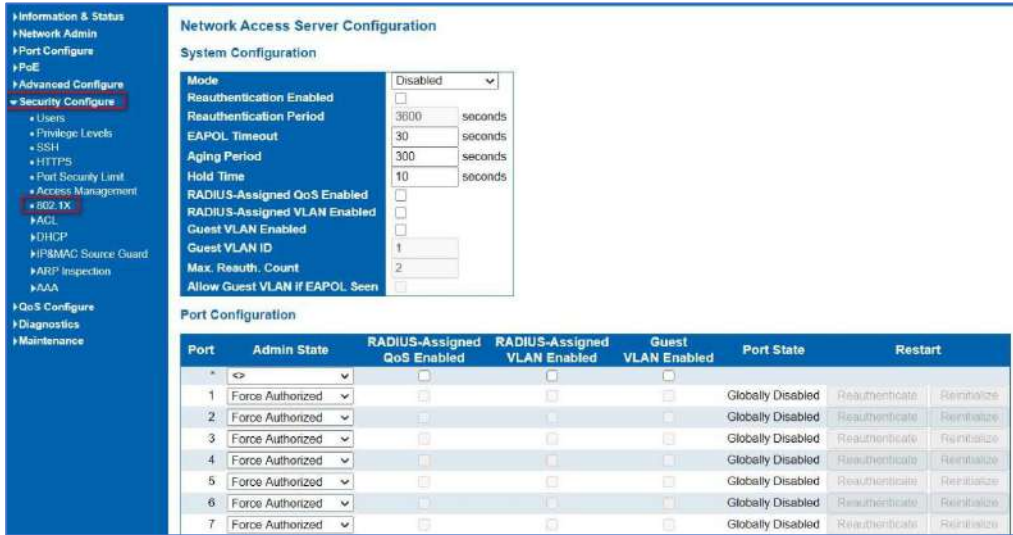 Information & Status
Network Admin
Port Configure
PoE
Advanced Configure
Security Configure
Users
Privilege Levels
SSH
HTTPS
Port Security Limit
Access Management
802.1X
ACL
DHCP
IP&MAC Source Guard
ARP Inspection
AAA
QoS Configure
Diagnostics
Maintenance
Network Access Server Configuration
System Configuration
Mode Disabled
Reauthentication Enabled
Reauthentication Period 3600 seconds
EAPOL Timeout 30 seconds
Aging Period 300 seconds
Hold Time 10 seconds
RADIUS-Assigned QoS Enabled
RADIUS-Assigned VLAN Enabled
Guest VLAN Enabled
Guest VLAN ID 1
Max. Reauth. Count 2
Allow Guest VLAN if EAPOL Seen
Port Configuration
Port Admin State RADIUS-Assigned QoS Enabled RADIUS-Assigned VLAN Enabled Guest VLAN Enabled Port State Restart
* <>
1 Force Authorized Globally Disabled Reauthenticate Reinitialize
2 Force Authorized Globally Disabled Reauthenticate Reinitialize
3 Force Authorized Globally Disabled Reauthenticate Reinitialize
4 Force Authorized Globally Disabled Reauthenticate Reinitialize
5 Force Authorized Globally Disabled Reauthenticate Reinitialize
6 Force Authorized Globally Disabled Reauthenticate Reinitialize
7 Force Authorized Globally Disabled Reauthenticate Reinitialize